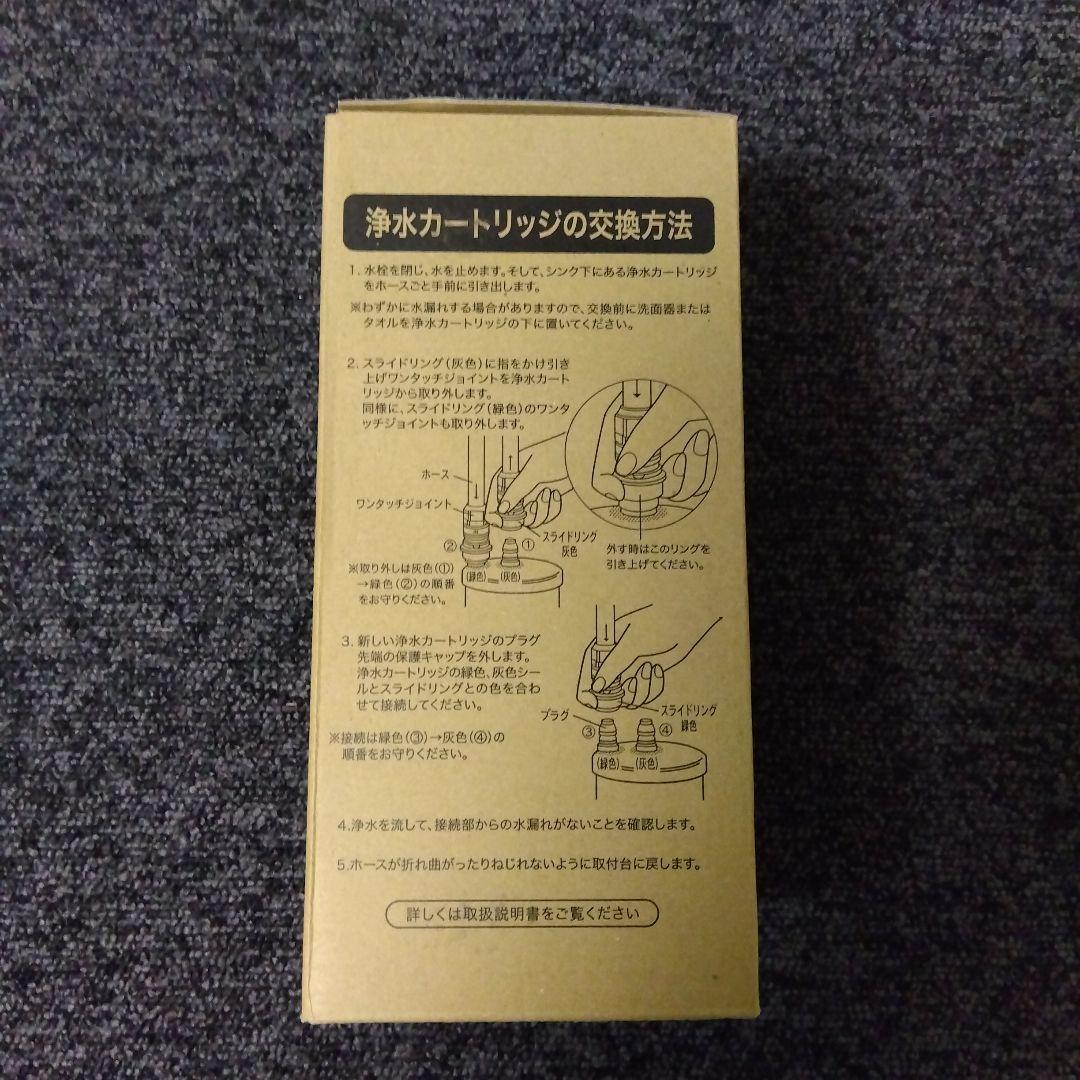 浄水カートリッジの交換方法
1. 水栓を閉じ、水を止めます。そして、シンク下にある浄水カートリッジ
をホースごと手前に引き出します。
※わずかに水漏れする場合がありますので、交換前に洗面器または
タオルを浄水カートリッジの下に置いてください。
2. スライドリング(灰色)に指をかけ引き
上げワンタッチジョイントを浄水カート
リッジから取り外します。
同様に、スライドリング(緑色)のワンタ
ッチジョイントも取り外します。
ホース
ワンタッチジョイント
②
①
スライドリング
灰色
(緑色)
(灰色)
外す時はこのリングを
引き上げてください。
※取り外しは灰色(①)
→緑色(②)の順番
をお守りください。
3. 新しい浄水カートリッジのプラグ
先端の保護キャップを外します。
浄水カートリッジの緑色、灰色シー
ルとスライドリングとの色を合わ
せて接続してください。
※接続は緑色(③)→灰色(④)の
順番をお守りください。
プラグ
③
④
スライドリング
緑色
(緑色)
(灰色)
4.浄水を流して、接続部からの水漏れがないことを確認します。
5.ホースが折れ曲がったりねじれないように取付台に戻します。
詳しくは取扱説明書をご覧ください